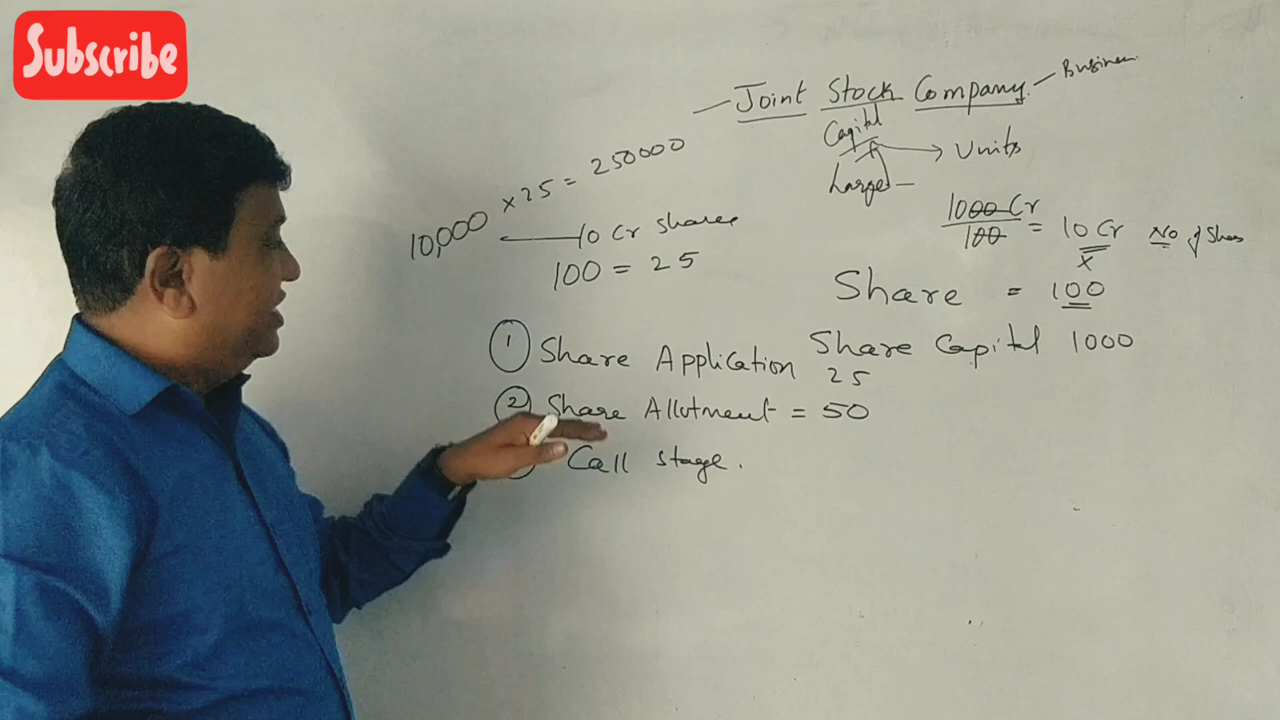 Subscribe
Joint Stock Company - Business
Capital
→ Units
Larged -
10,000 × 25 = 250000
10 Cr shares
100 = 25
1000 Cr / 100 = 10 Cr No of Shares
×
Share = 100
Share Capital 1000
① Share Application 25
② Share Allotment = 50
Call stage.